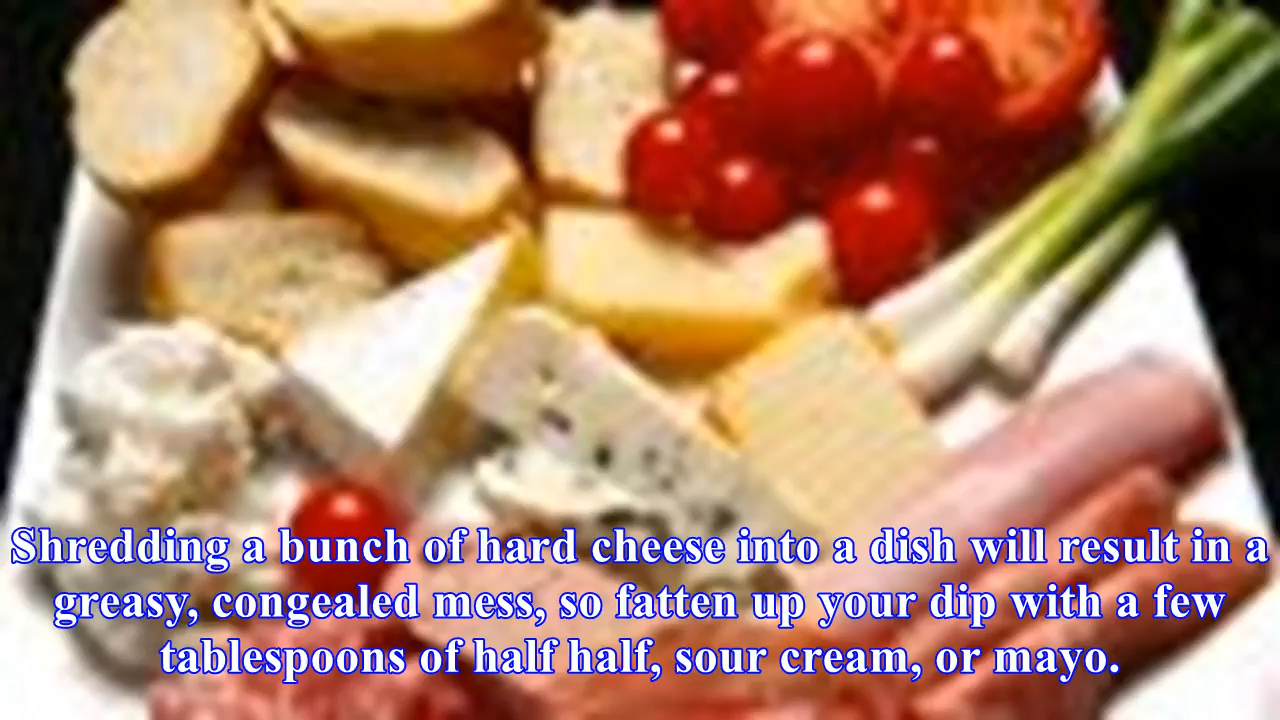 Shredding a bunch of hard cheese into a dish will result in a
greasy, congealed mess, so fatten up your dip with a few
tablespoons of half half, sour cream, or mayo.